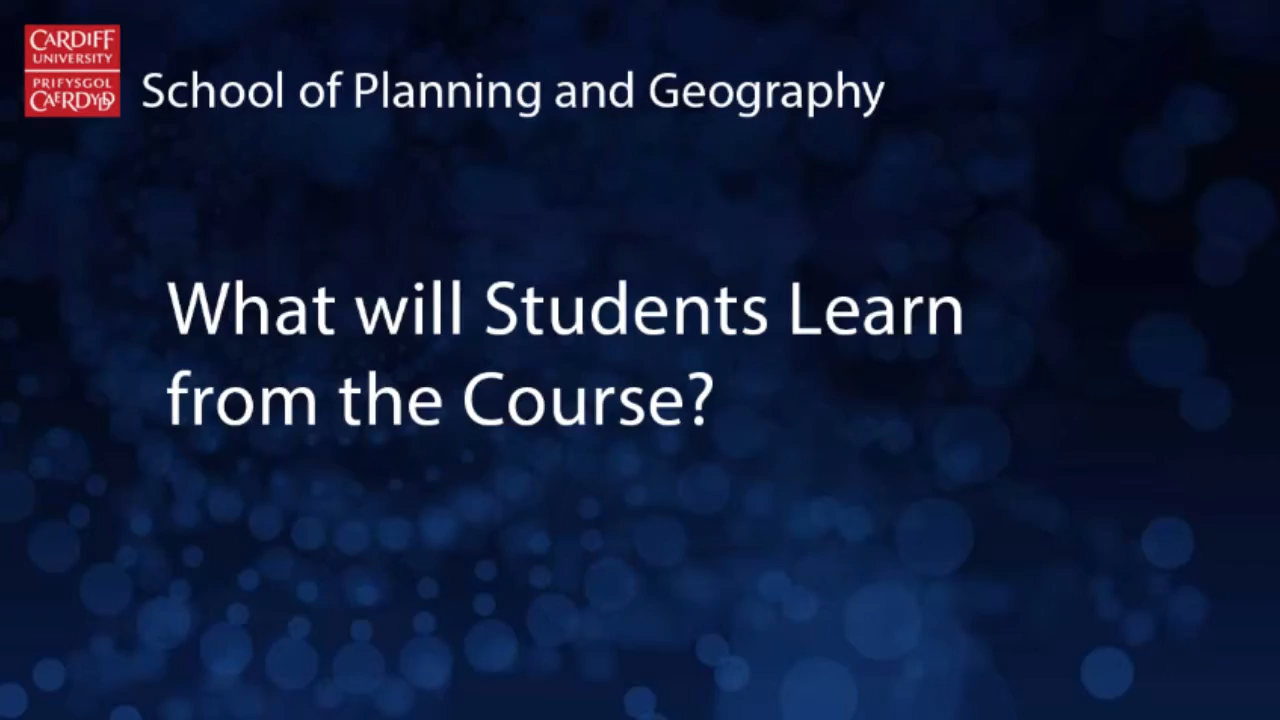 CARDIFF
UNIVERSITY
PRIFYSGOL
CAERDYDD
School of Planning and Geography
What will Students Learn
from the Course?